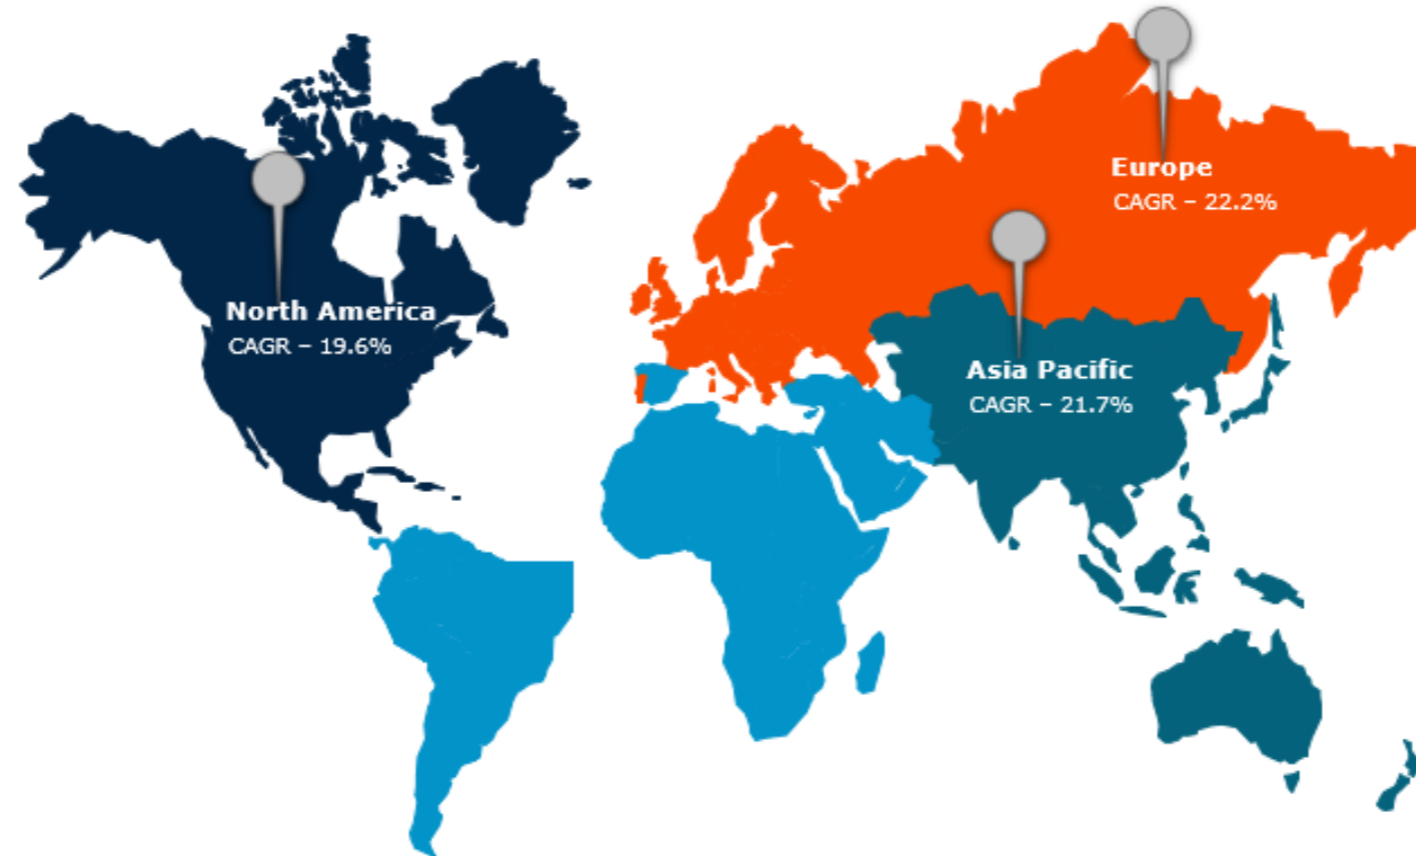 Europe
CAGR – 22.2%
North America
CAGR – 19.6%
Asia Pacific
CAGR – 21.7%